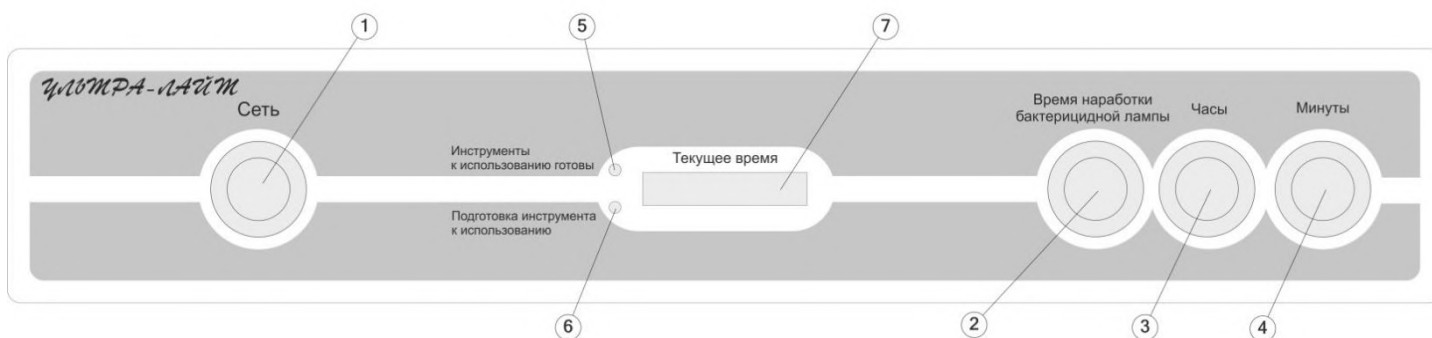 1
5
7
УЛЬТРА-ЛАЙТ
Сеть
Инструменты
к использованию готовы
Текущее время
Время наработки
бактерицидной лампы
Часы
Минуты
Подготовка инструмента
к использованию
6
2
3
4